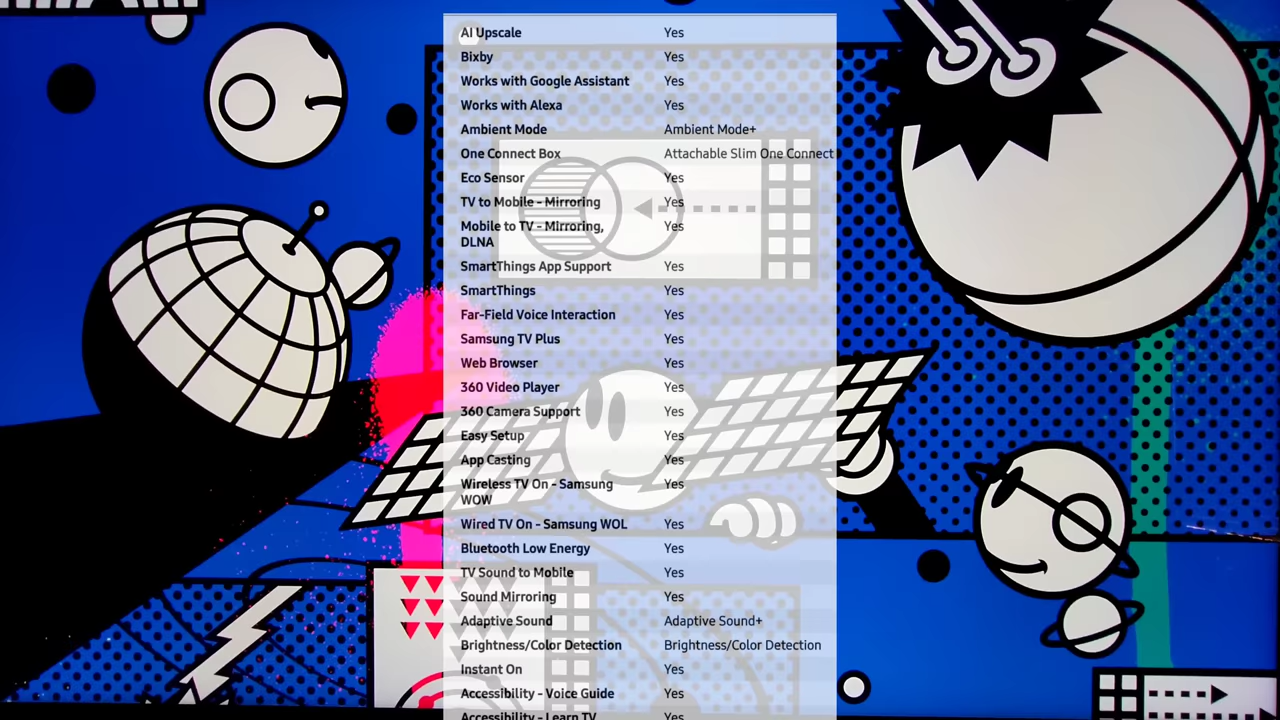 AI Upscale Yes
Bixby Yes
Works with Google Assistant Yes
Works with Alexa Yes
Ambient Mode Ambient Mode+
One Connect Box Attachable Slim One Connect
Eco Sensor Yes
TV to Mobile - Mirroring Yes
Mobile to TV - Mirroring, Yes
DLNA
SmartThings App Support Yes
SmartThings Yes
Far-Field Voice Interaction Yes
Samsung TV Plus Yes
Web Browser Yes
360 Video Player Yes
360 Camera Support Yes
Easy Setup Yes
App Casting Yes
Wireless TV On - Samsung Yes
WOW
Wired TV On - Samsung WOL Yes
Bluetooth Low Energy Yes
TV Sound to Mobile Yes
Sound Mirroring Yes
Adaptive Sound Adaptive Sound+
Brightness/Color Detection Brightness/Color Detection
Instant On Yes
Accessibility - Voice Guide Yes
Accessibility - Learn TV Yes